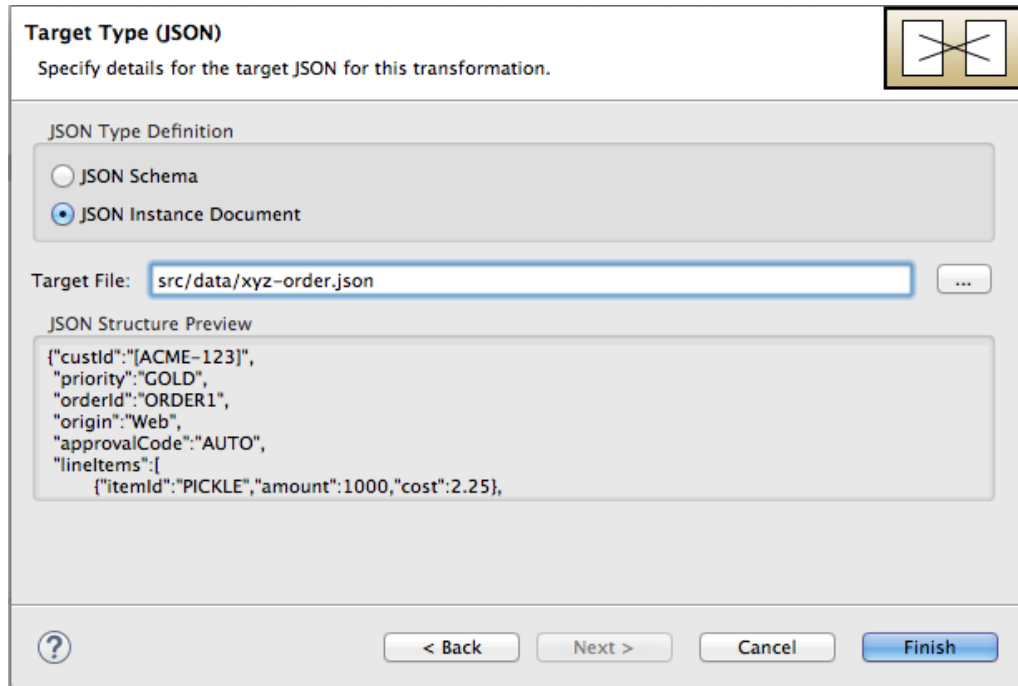 Target Type (JSON)
Specify details for the target JSON for this transformation.
JSON Type Definition
JSON Schema
JSON Instance Document
Target File: src/data/xyz-order.json ...
JSON Structure Preview
{"custId":"[ACME-123]",
"priority":"GOLD",
"orderId":"ORDER1",
"origin":"Web",
"approvalCode":"AUTO",
"lineItems":[
{"itemId":"PICKLE","amount":1000,"cost":2.25},
? < Back Next > Cancel Finish